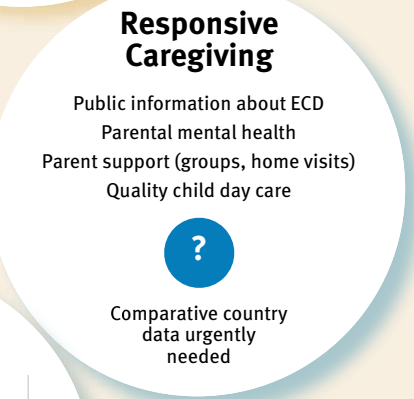 Responsive
Caregiving
Public information about ECD
Parental mental health
Parent support (groups, home visits)
Quality child day care
?
Comparative country
data urgently
needed